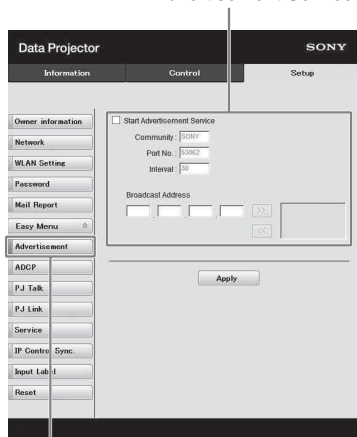 Data Projector
SONY
Information
Control
Setup
Owner information
Network
WLAN Setting
Password
Mail Report
Easy Menu
Advertisement
ADCP
PJ Talk
PJ Link
Service
IP Control Sync.
Input Label
Reset
Start Advertisement Service
Community : SONY
Port No. : 53862
Interval : 30
Broadcast Address
>>
<<
Apply